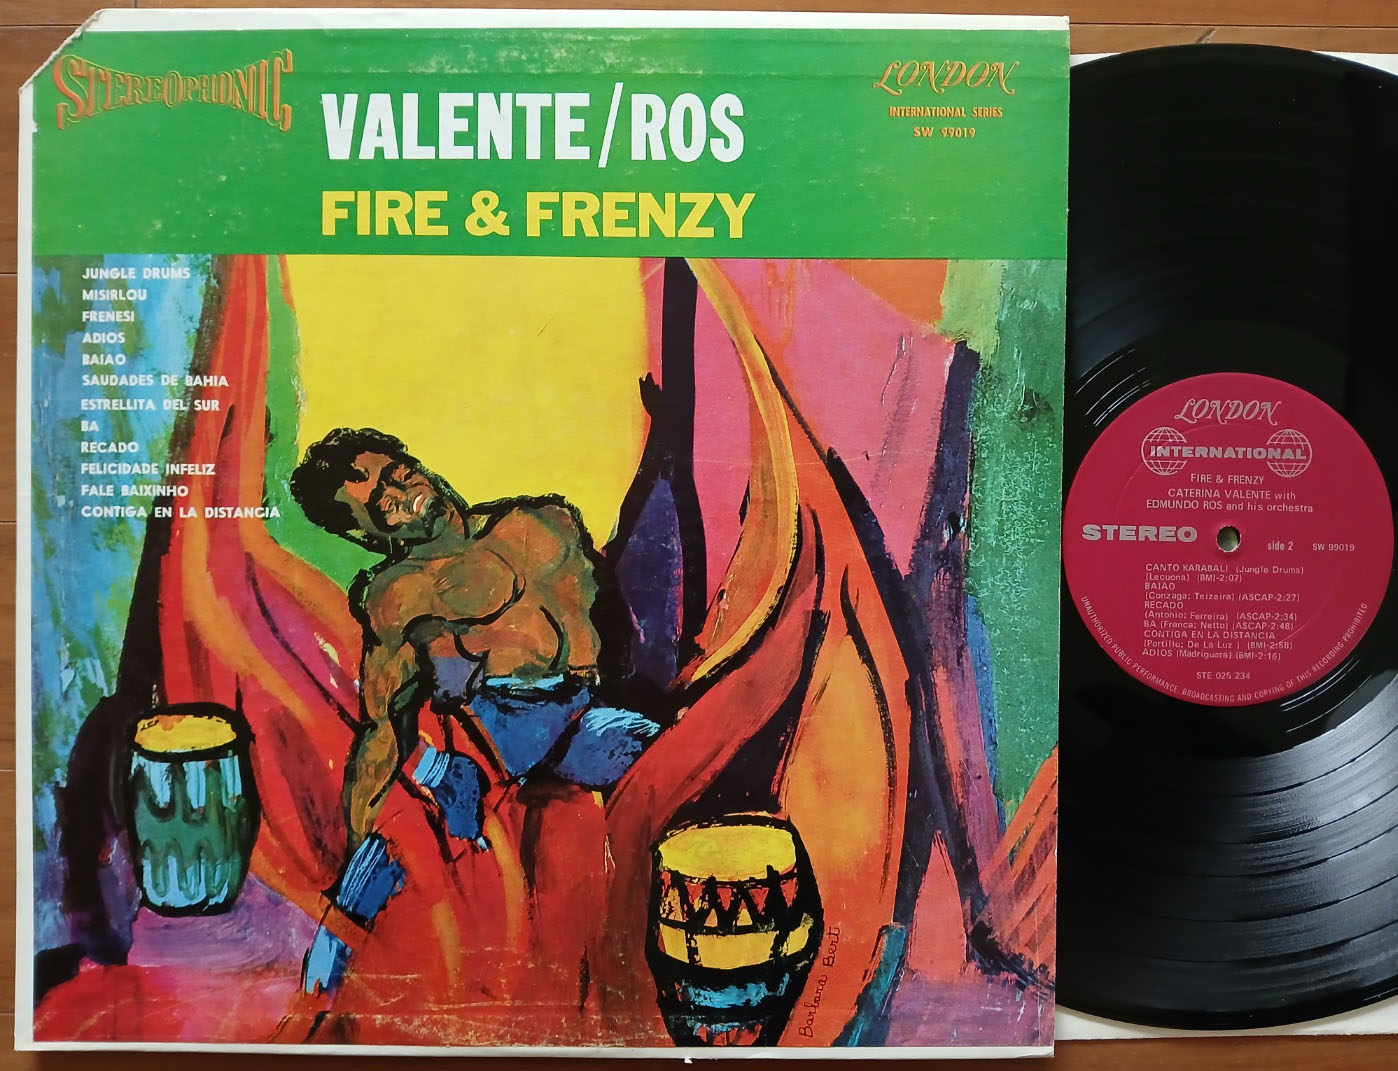 STEREOPHONIC
VALENTE/ROS
FIRE & FRENZY
LONDON
INTERNATIONAL SERIES
SW 99019
JUNGLE DRUMS
MISIRLOU
FRENESI
ADIOS
BAIAO
SAUDADES DE BAHIA
ESTRELLITA DEL SUR
BA
RECADO
FELICIDADE INFELIZ
FALE BAIXINHO
CONTIGA EN LA DISTANCIA
Barbara Bert
LONDON
INTERNATIONAL
FIRE & FRENZY
CATERINA VALENTE with
EDMUNDO ROS and his orchestra
STEREO
side 2 SW 99019
CANTO KARABALI (Jungle Drums)
(Lecuona) (BMI-2:07)
BAIAO
(Conzaga; Teizeira) (ASCAP-2:27)
RECADO
(Antonio; Ferreira) (ASCAP-2:34)
BA (Franca; Netto) (ASCAP-2:48)
CONTIGA EN LA DISTANCIA
(Portillo; De La Luz ) (BMI-2:58)
ADIOS (Madriguera) (BMI-2:16)
STE 025 234
UNAUTHORIZED PUBLIC PERFORMANCE, BROADCASTING AND COPYING OF THIS RECORDING PROHIBITED